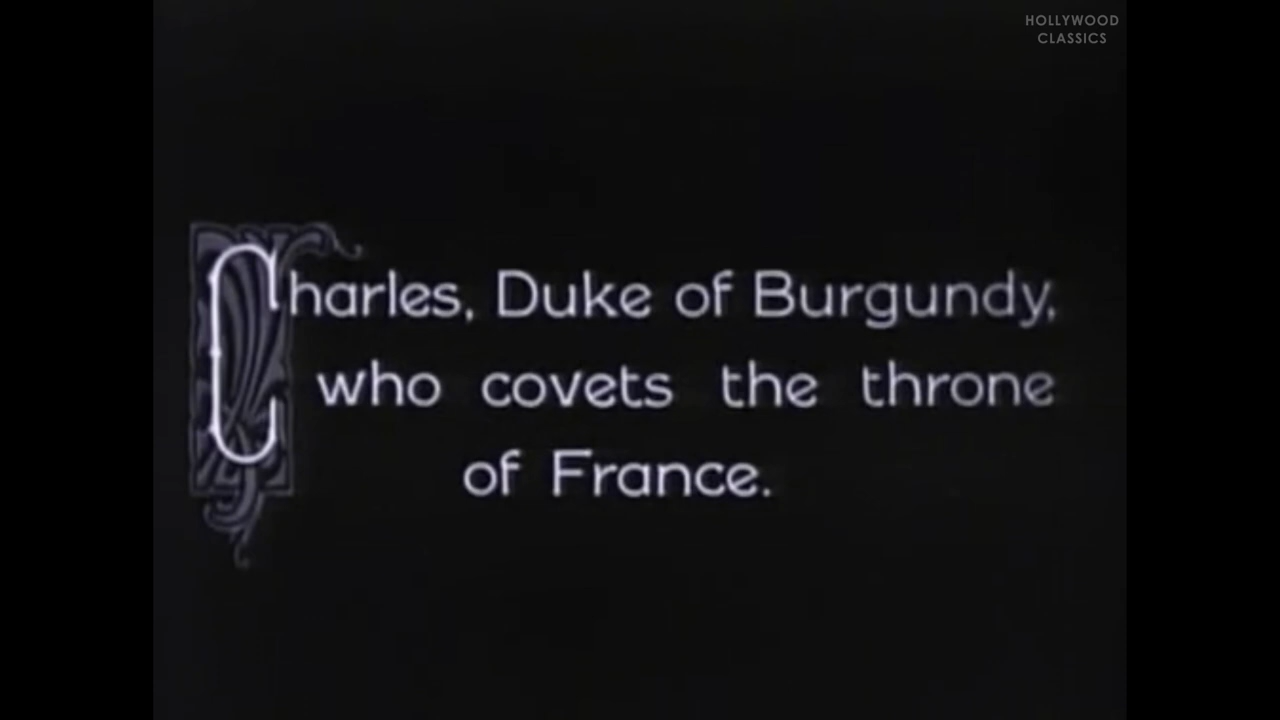 HOLLYWOOD
CLASSICS
Charles, Duke of Burgundy,
who covets the throne
of France.